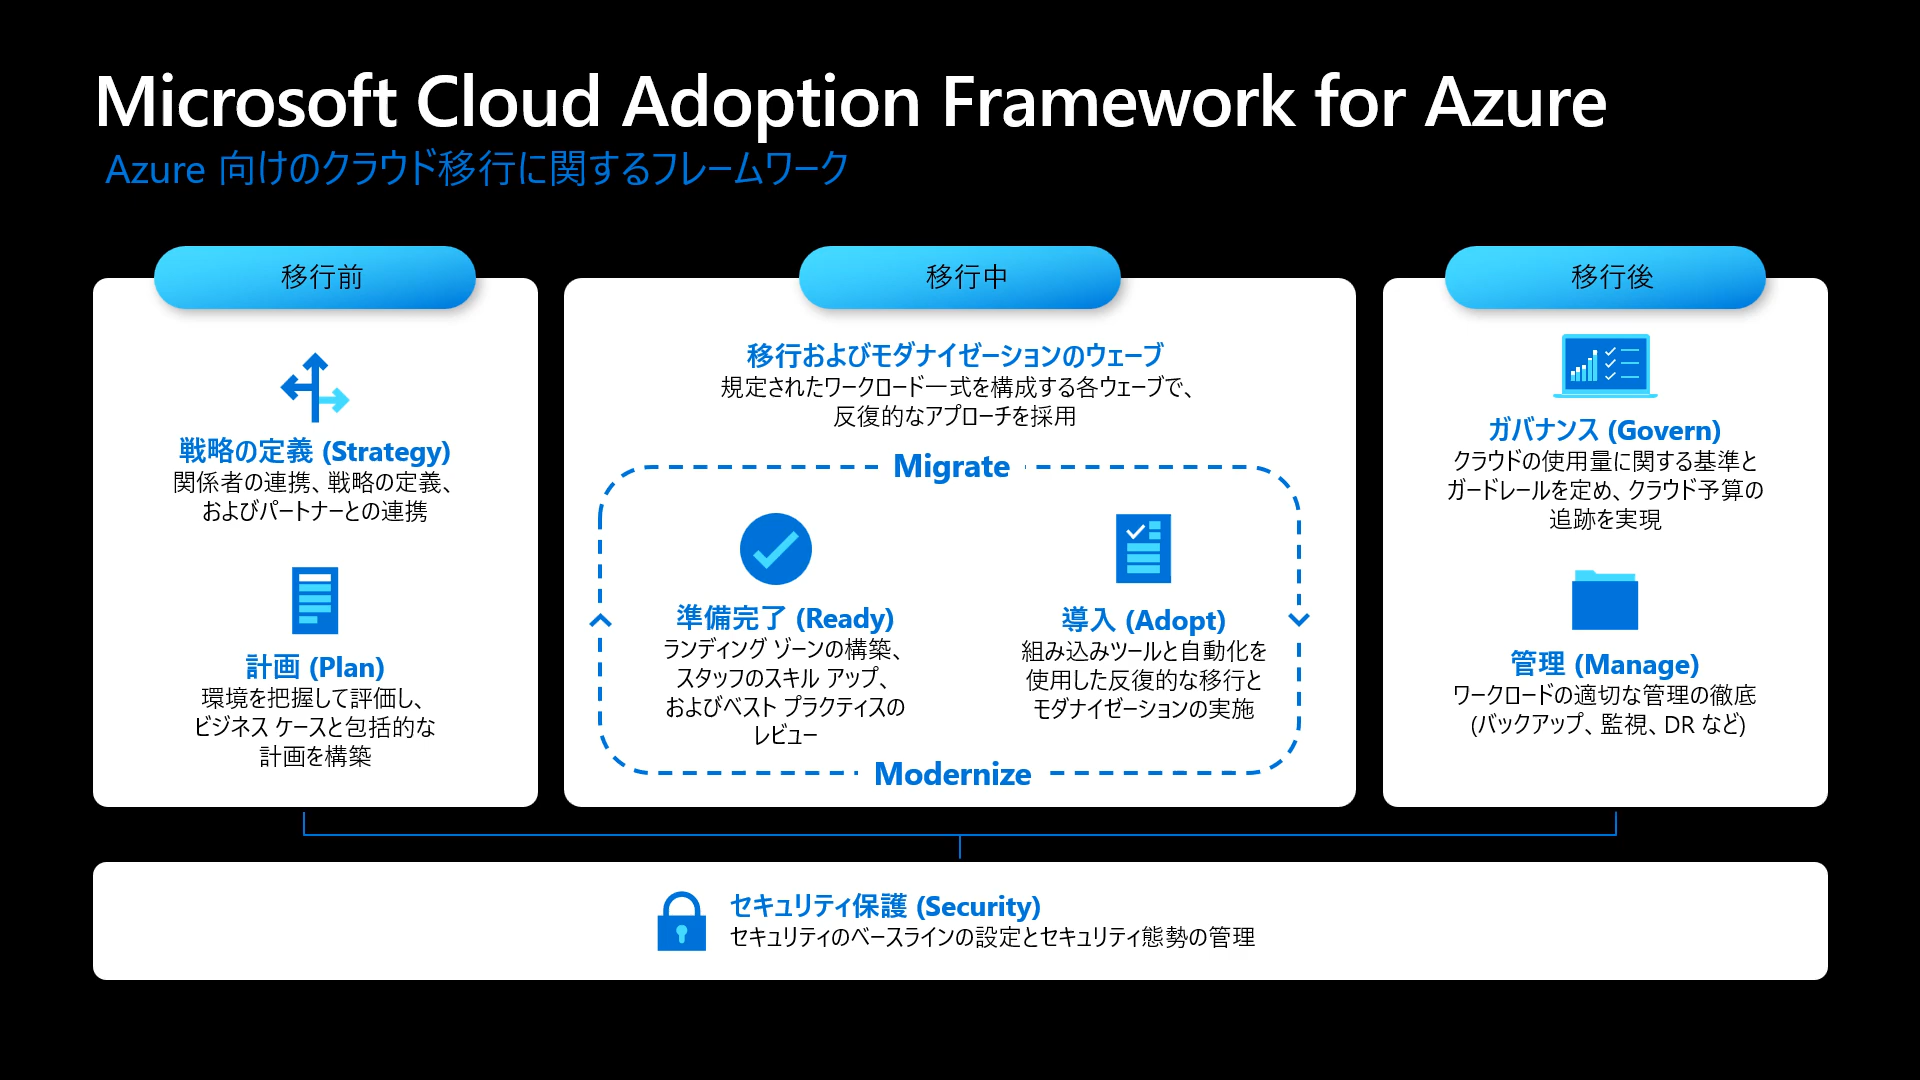 Microsoft Cloud Adoption Framework for Azure
Azure 向けのクラウド移行に関するフレームワーク
移行前
戦略の定義 (Strategy)
関係者の連携、戦略の定義、
およびパートナーとの連携
計画 (Plan)
環境を把握して評価し、
ビジネス ケースと包括的な
計画を構築
移行中
移行およびモダナイゼーションのウェーブ
規定されたワークロード一式を構成する各ウェーブで、
反復的なアプローチを採用
Migrate
準備完了 (Ready)
ランディング ゾーンの構築、
スタッフのスキル アップ、
およびベスト プラクティスの
レビュー
導入 (Adopt)
組み込みツールと自動化を
使用した反復的な移行と
モダナイゼーションの実施
Modernize
移行後
ガバナンス (Govern)
クラウドの使用量に関する基準と
ガードレールを定め、クラウド予算の
追跡を実現
管理 (Manage)
ワークロードの適切な管理の徹底
(バックアップ、監視、DR など)
セキュリティ保護 (Security)
セキュリティのベースラインの設定とセキュリティ態勢の管理